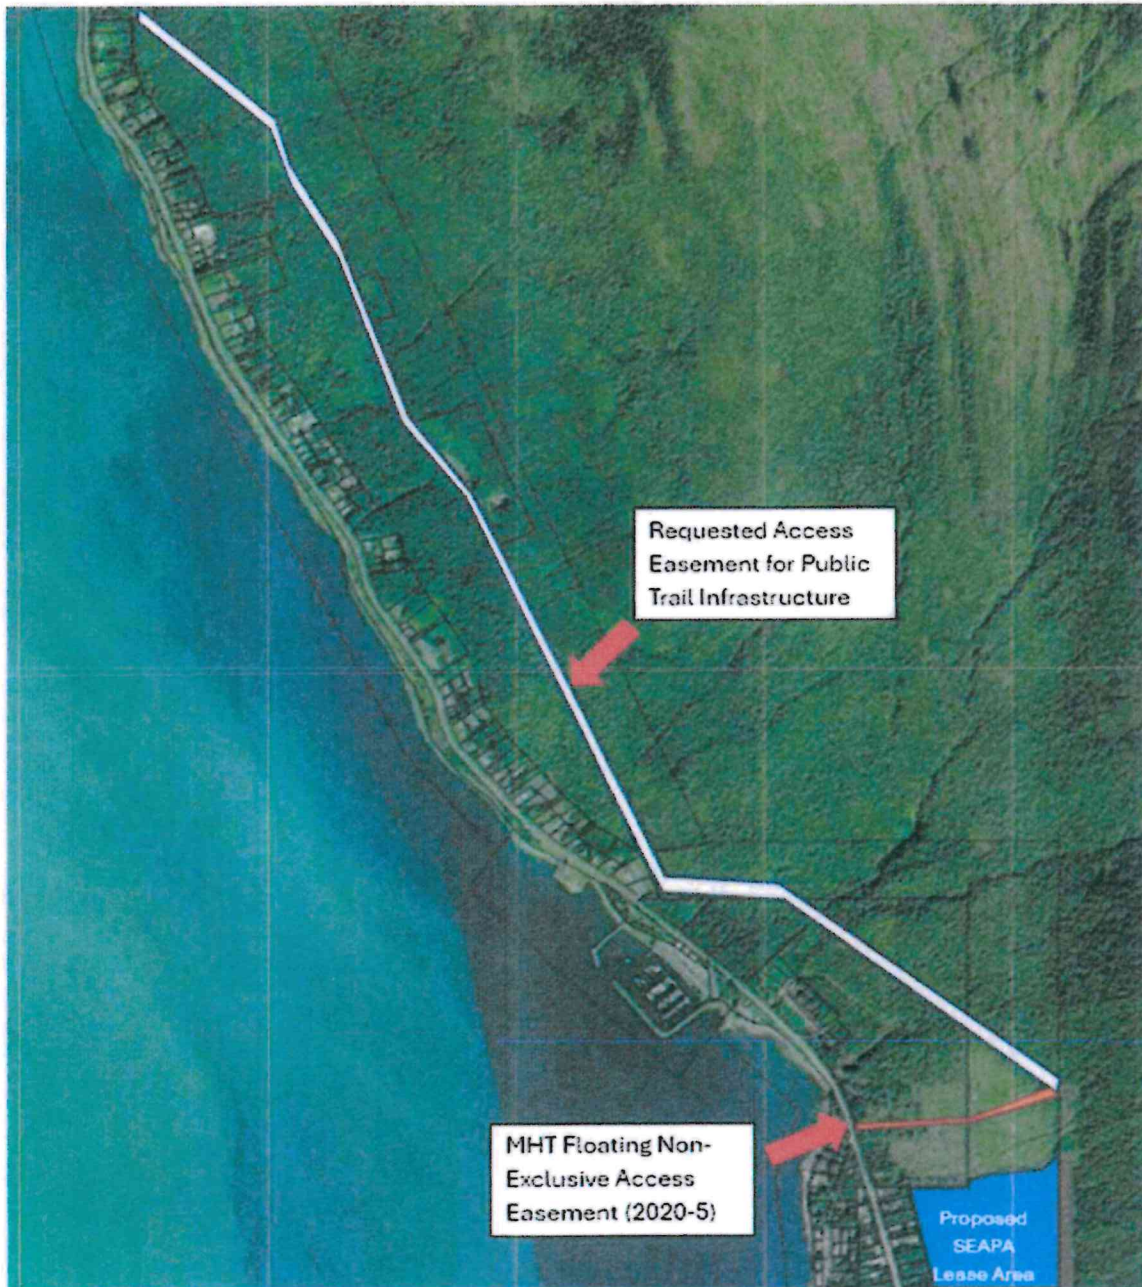 Requested Access
Easement for Public
Trail Infrastructure
MHT Floating Non-
Exclusive Access
Easement (2020-5)
Proposed
SEAPA
Lease Area